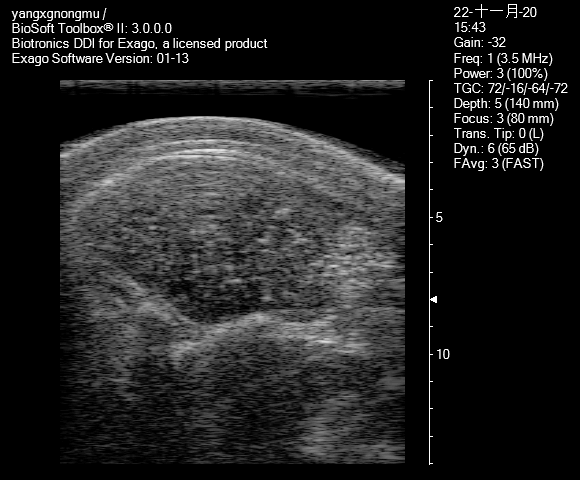 yangxgnongmu /
BioSoft Toolbox® II: 3.0.0.0
Biotronics DDI for Exago, a licensed product
Exago Software Version: 01-13
22-十一月-20
15:43
Gain: -32
Freq: 1 (3.5 MHz)
Power: 3 (100%)
TGC: 72/-16/-64/-72
Depth: 5 (140 mm)
Focus: 3 (80 mm)
Trans. Tip: 0 (L)
Dyn.: 6 (65 dB)
FAvg: 3 (FAST)
5
10